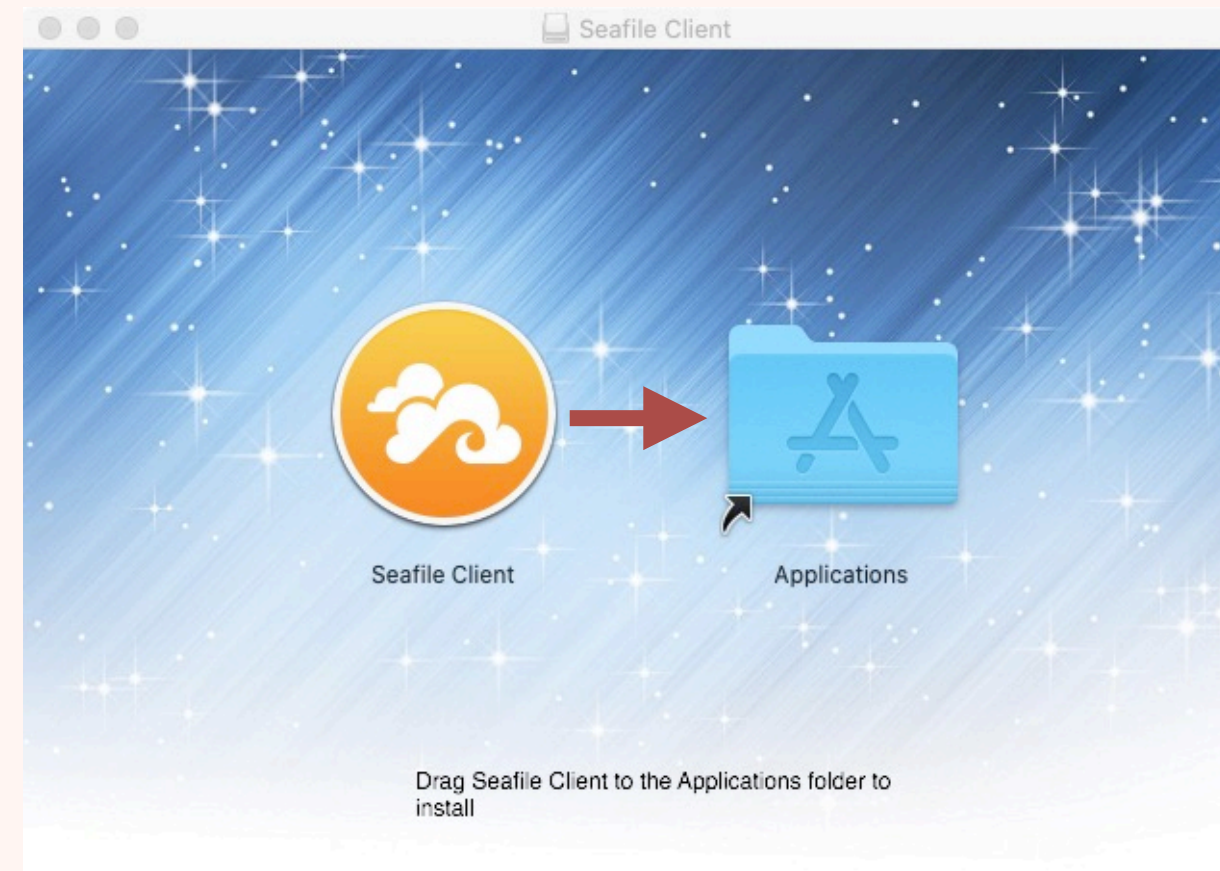 Seafile Client
Seafile Client
Applications
Drag Seafile Client to the Applications folder to
install